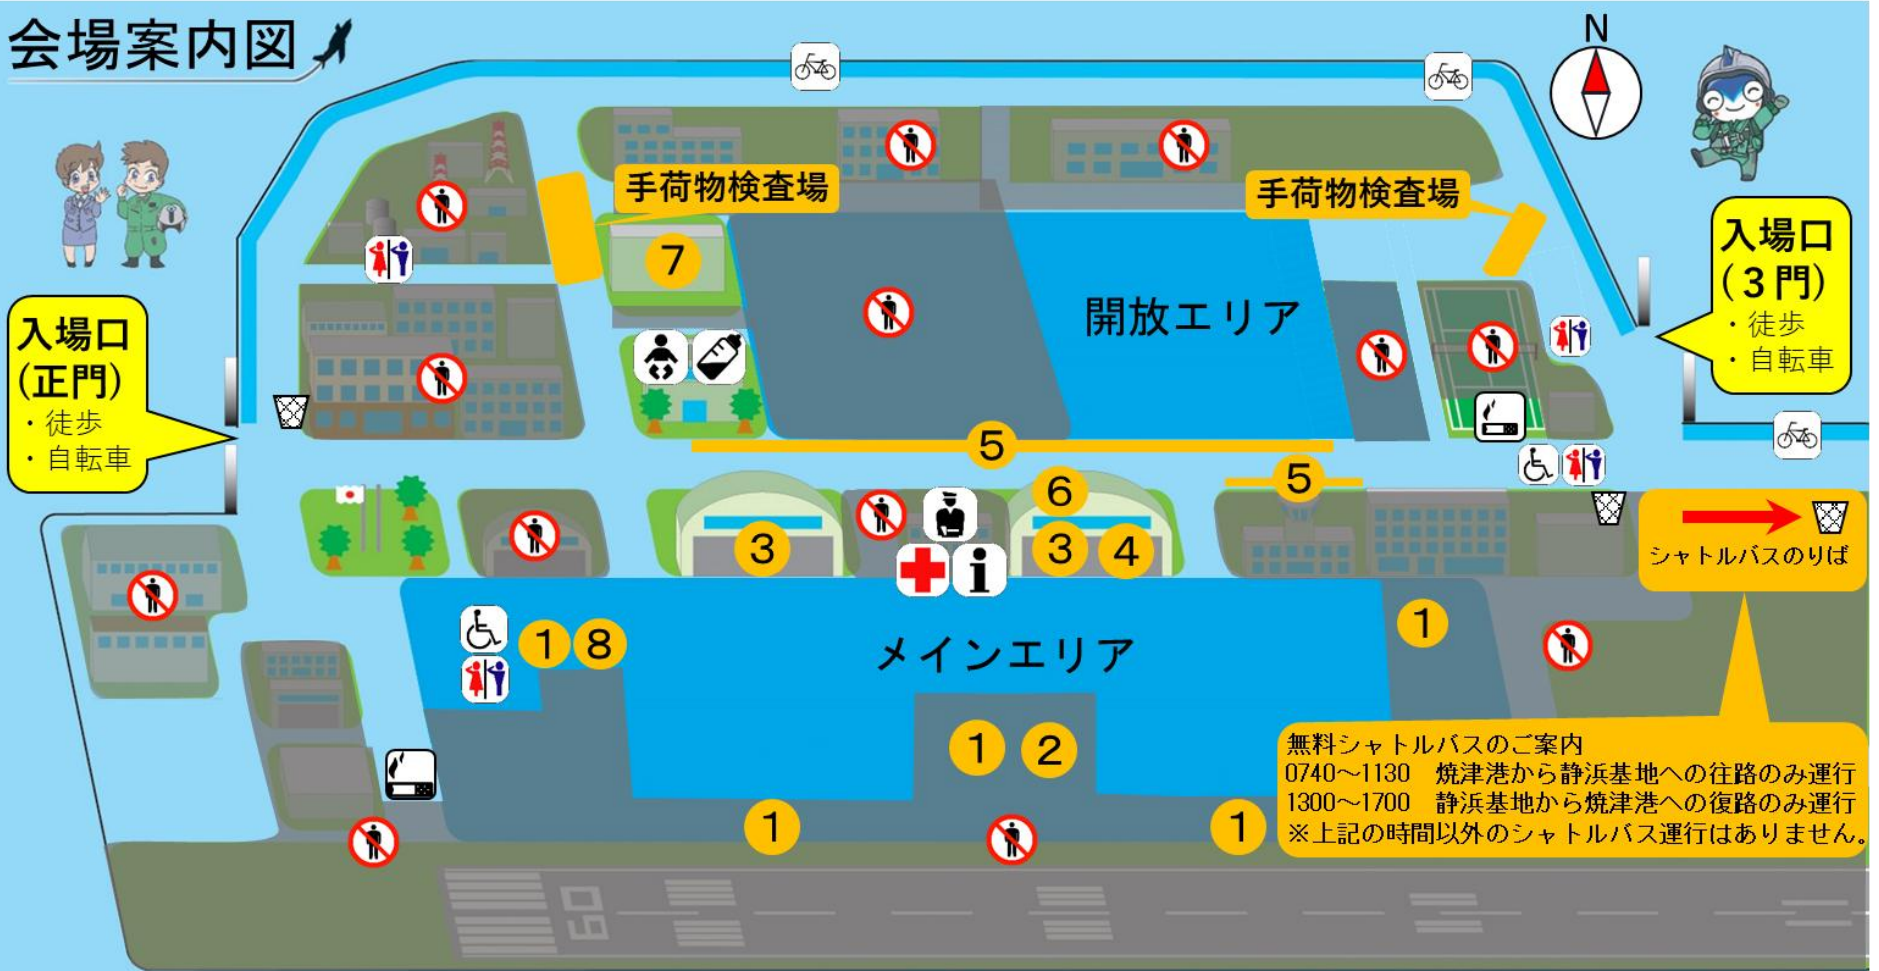 会場案内図
N
手荷物検査場
手荷物検査場
入場口
(3門)
・徒歩
・自転車
入場口
(正門)
・徒歩
・自転車
7
開放エリア
5
5
6
3
3
4
シャトルバスのりば
1
8
メインエリア
1
1
2
1
1
無料シャトルバスのご案内
0740～1130 焼津港から静浜基地への往路のみ運行
1300～1700 静浜基地から焼津港への復路のみ運行
※上記の時間以外のシャトルバス運行はありません。
09